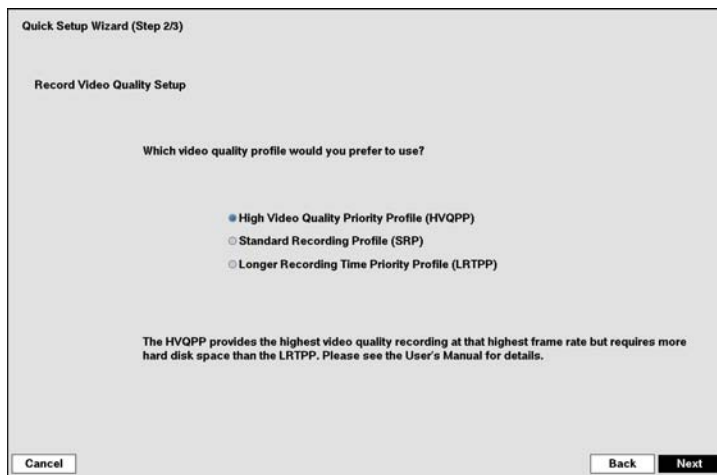 Quick Setup Wizard (Step 2/3)
Record Video Quality Setup
Which video quality profile would you prefer to use?
High Video Quality Priority Profile (HVQPP)
Standard Recording Profile (SRP)
Longer Recording Time Priority Profile (LRTPP)
The HVQPP provides the highest video quality recording at that highest frame rate but requires more
hard disk space than the LRTPP. Please see the User's Manual for details.
Cancel
Back
Next